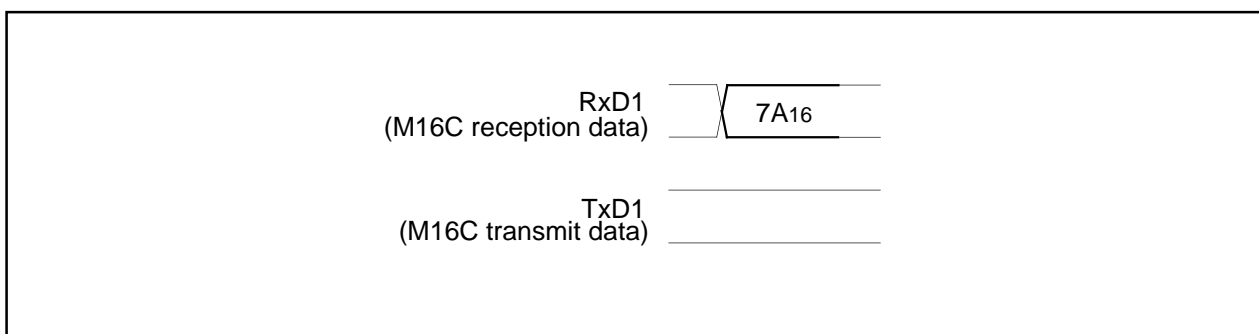 RxD1
(M16C reception data)
7A16
TxD1
(M16C transmit data)